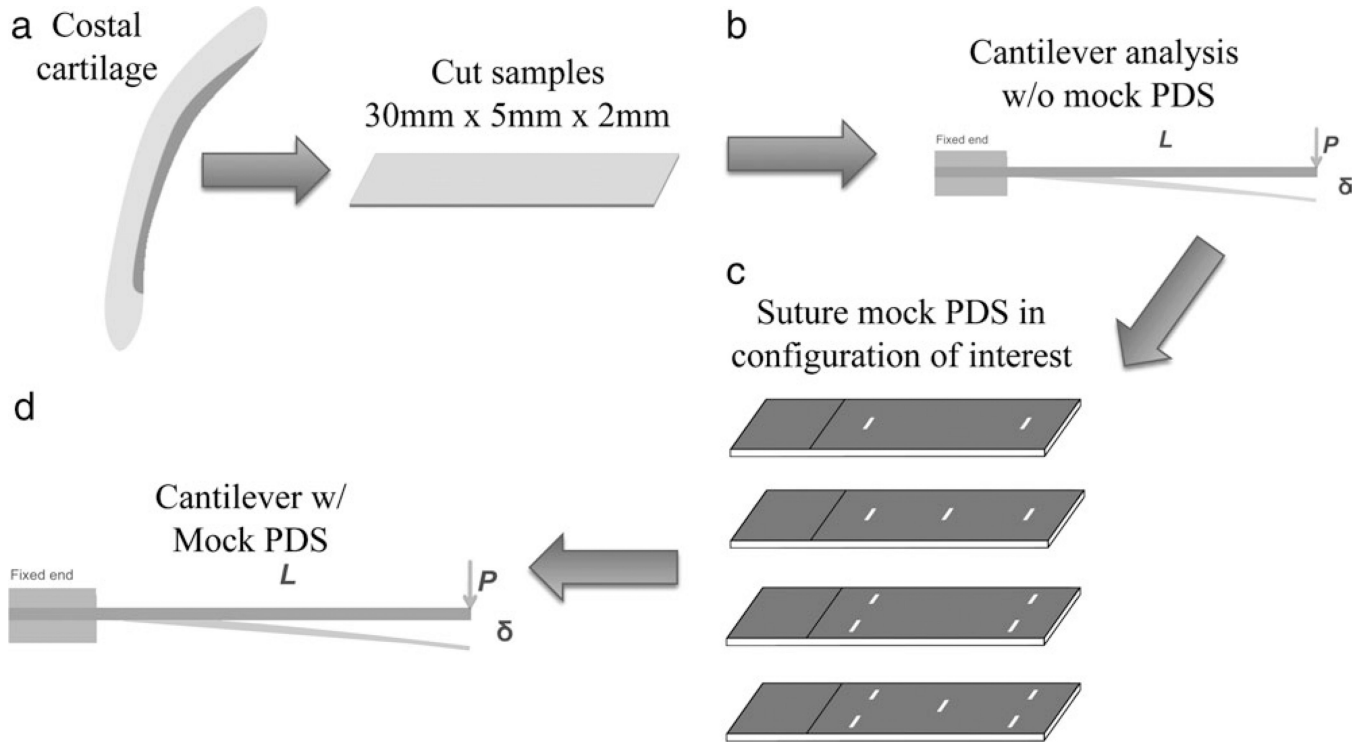 a
Costal
cartilage
Cut samples
30mm x 5mm x 2mm
b
Cantilever analysis
w/o mock PDS
Fixed end
L
P
δ
c
Suture mock PDS in
configuration of interest
d
Cantilever w/
Mock PDS
Fixed end
L
P
δ